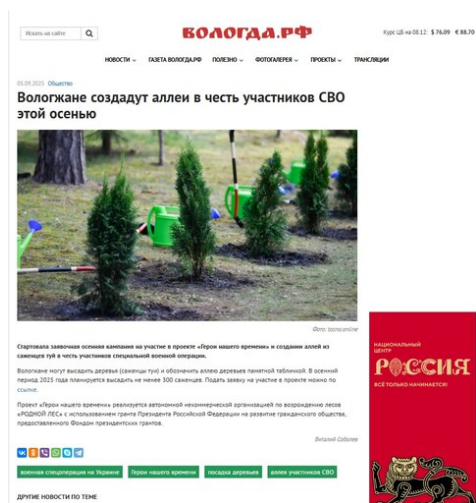 Искать на сайте
ВОЛОГДА.РФ
Курс ЦБ на 08.12: $ 76.09 € 88.70
НОВОСТИ ГАЗЕТА ВОЛОГДА.РФ ПОЛЕЗНО ФОТОГАЛЕРЕЯ ПРОЕКТЫ ТРАНСЛЯЦИИ
05.09.2025 Общество
Вологжане создадут аллеи в честь участников СВО
этой осенью
Фото:
Стартовала заявочная осенняя кампания на участие в проекте «Герои нашего времени» и создании аллей из
саженцев туй в честь участников специальной военной операции.
Вологжане могут высадить деревья (саженцы туи) и обозначить аллею деревьев памятной табличкой. В осенний
период 2025 года планируется высадить не менее 300 саженцев. Подать заявку на участие в проекте можно по
ссылке.
Проект «Герои нашего времени» реализуется автономной некоммерческой организацией по возрождению лесов
«РОДНОЙ ЛЕС» с использованием гранта Президента Российской Федерации на развитие гражданского общества,
предоставленного Фондом президентских грантов.
Виталий Соболев
военная спецоперация на Украине Герои нашего времени посадка деревьев аллея участников СВО
ДРУГИЕ НОВОСТИ ПО ТЕМЕ
НАЦИОНАЛЬНЫЙ
ЦЕНТР
РОССИЯ
ВСЁ ТОЛЬКО НАЧИНАЕТСЯ!